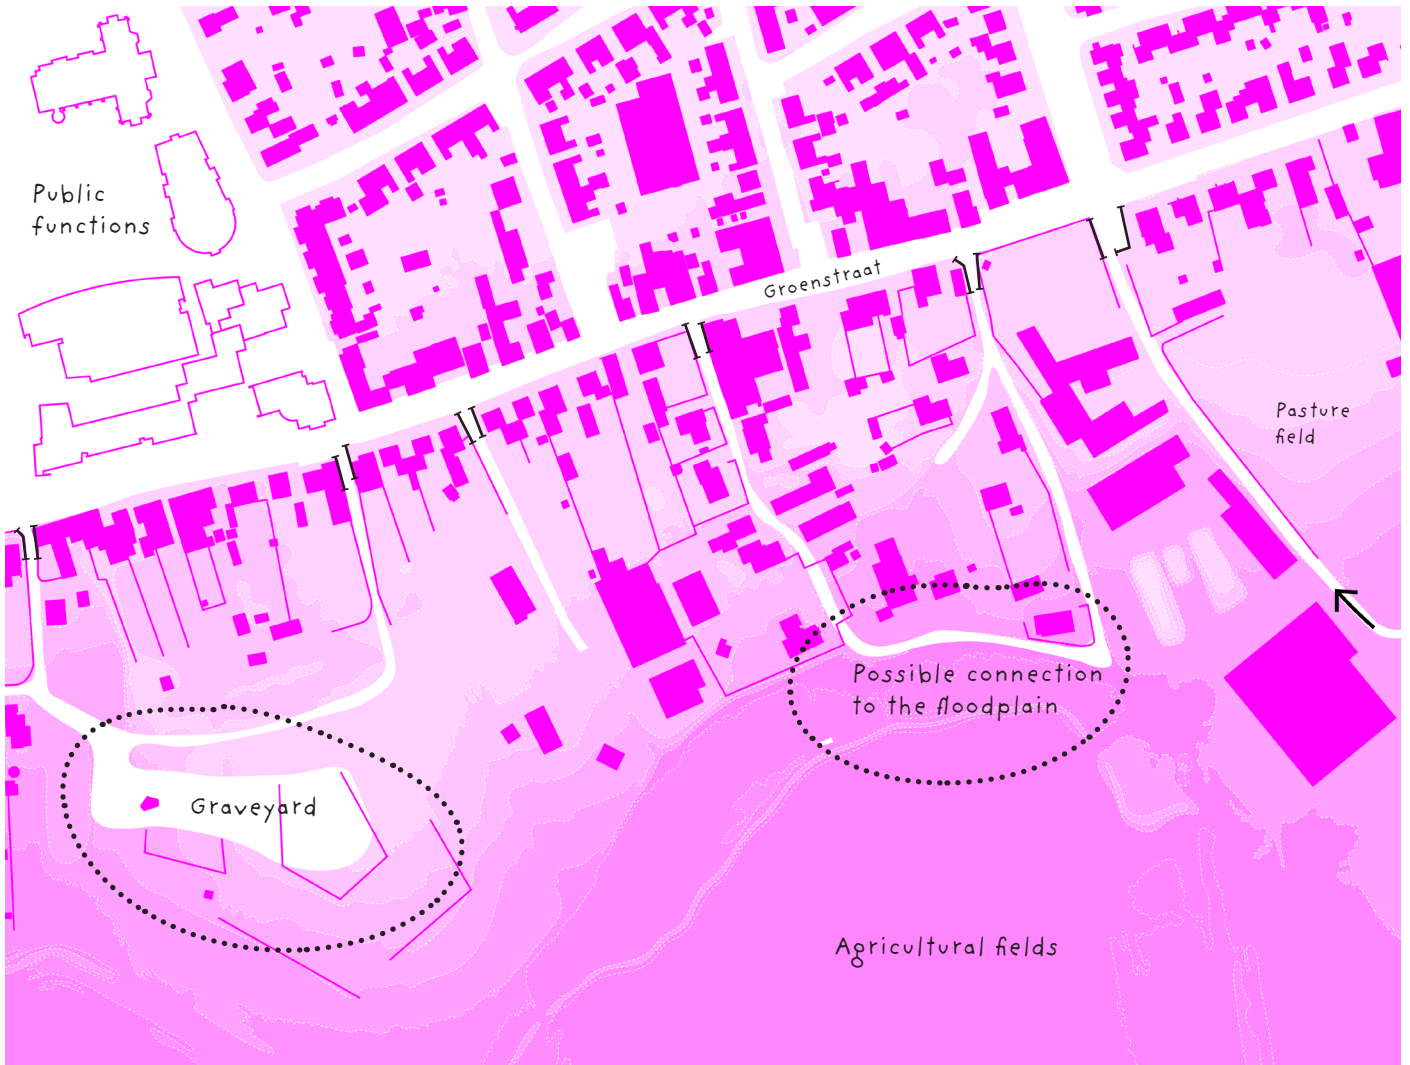 Public
functions
Groenstraat
Pasture
field
Possible connection
to the floodplain
Graveyard
Agricultural fields